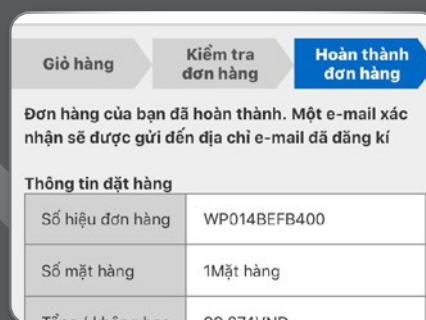 Giỏ hàng
Kiểm tra
đơn hàng
Hoàn thành
đơn hàng
Đơn hàng của bạn đã hoàn thành. Một e-mail xác
nhận sẽ được gửi đến địa chỉ e-mail đã đăng kí
Thông tin đặt hàng
Số hiệu đơn hàng WP014BEFB400
Số mặt hàng 1Mặt hàng